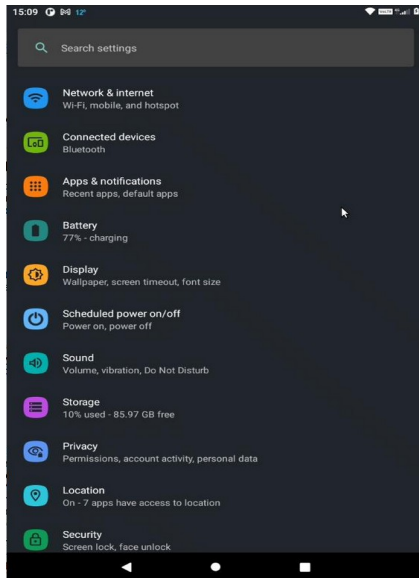 15:09 12°
Search settings
Network & internet
Wi-Fi, mobile, and hotspot
Connected devices
Bluetooth
Apps & notifications
Recent apps, default apps
Battery
77% - charging
Display
Wallpaper, screen timeout, font size
Scheduled power on/off
Power on, power off
Sound
Volume, vibration, Do Not Disturb
Storage
10% used - 85.97 GB free
Privacy
Permissions, account activity, personal data
Location
On - 7 apps have access to location
Security
Screen lock, face unlock